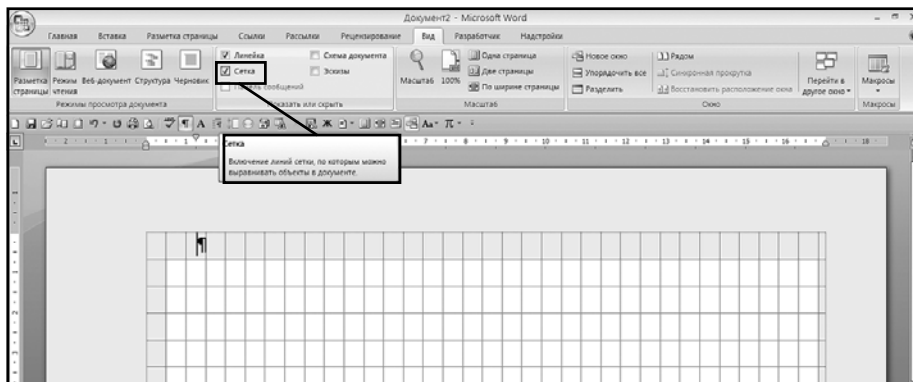 Документ2 - Microsoft Word
Главная Вставка Разметка страницы Ссылки Рассылки Рецензирование Вид Разработчик Надстройки
Разметка страницы
Режим чтения
Веб-документ
Структура
Черновик
Режимы просмотра документа
Линейка
Сетка
Панель сообщений
Схема документа
Эскизы
Показать или скрыть
Масштаб
100%
Одна страница
Две страницы
По ширине страницы
Масштаб
Новое окно
Упорядочить все
Разделить
Рядом
Синхронная прокрутка
Восстановить расположение окна
Перейти в другое окно
Окно
Макросы
Макросы
Сетка
Включение линий сетки, по которым можно
выравнивать объекты в документе.
¶